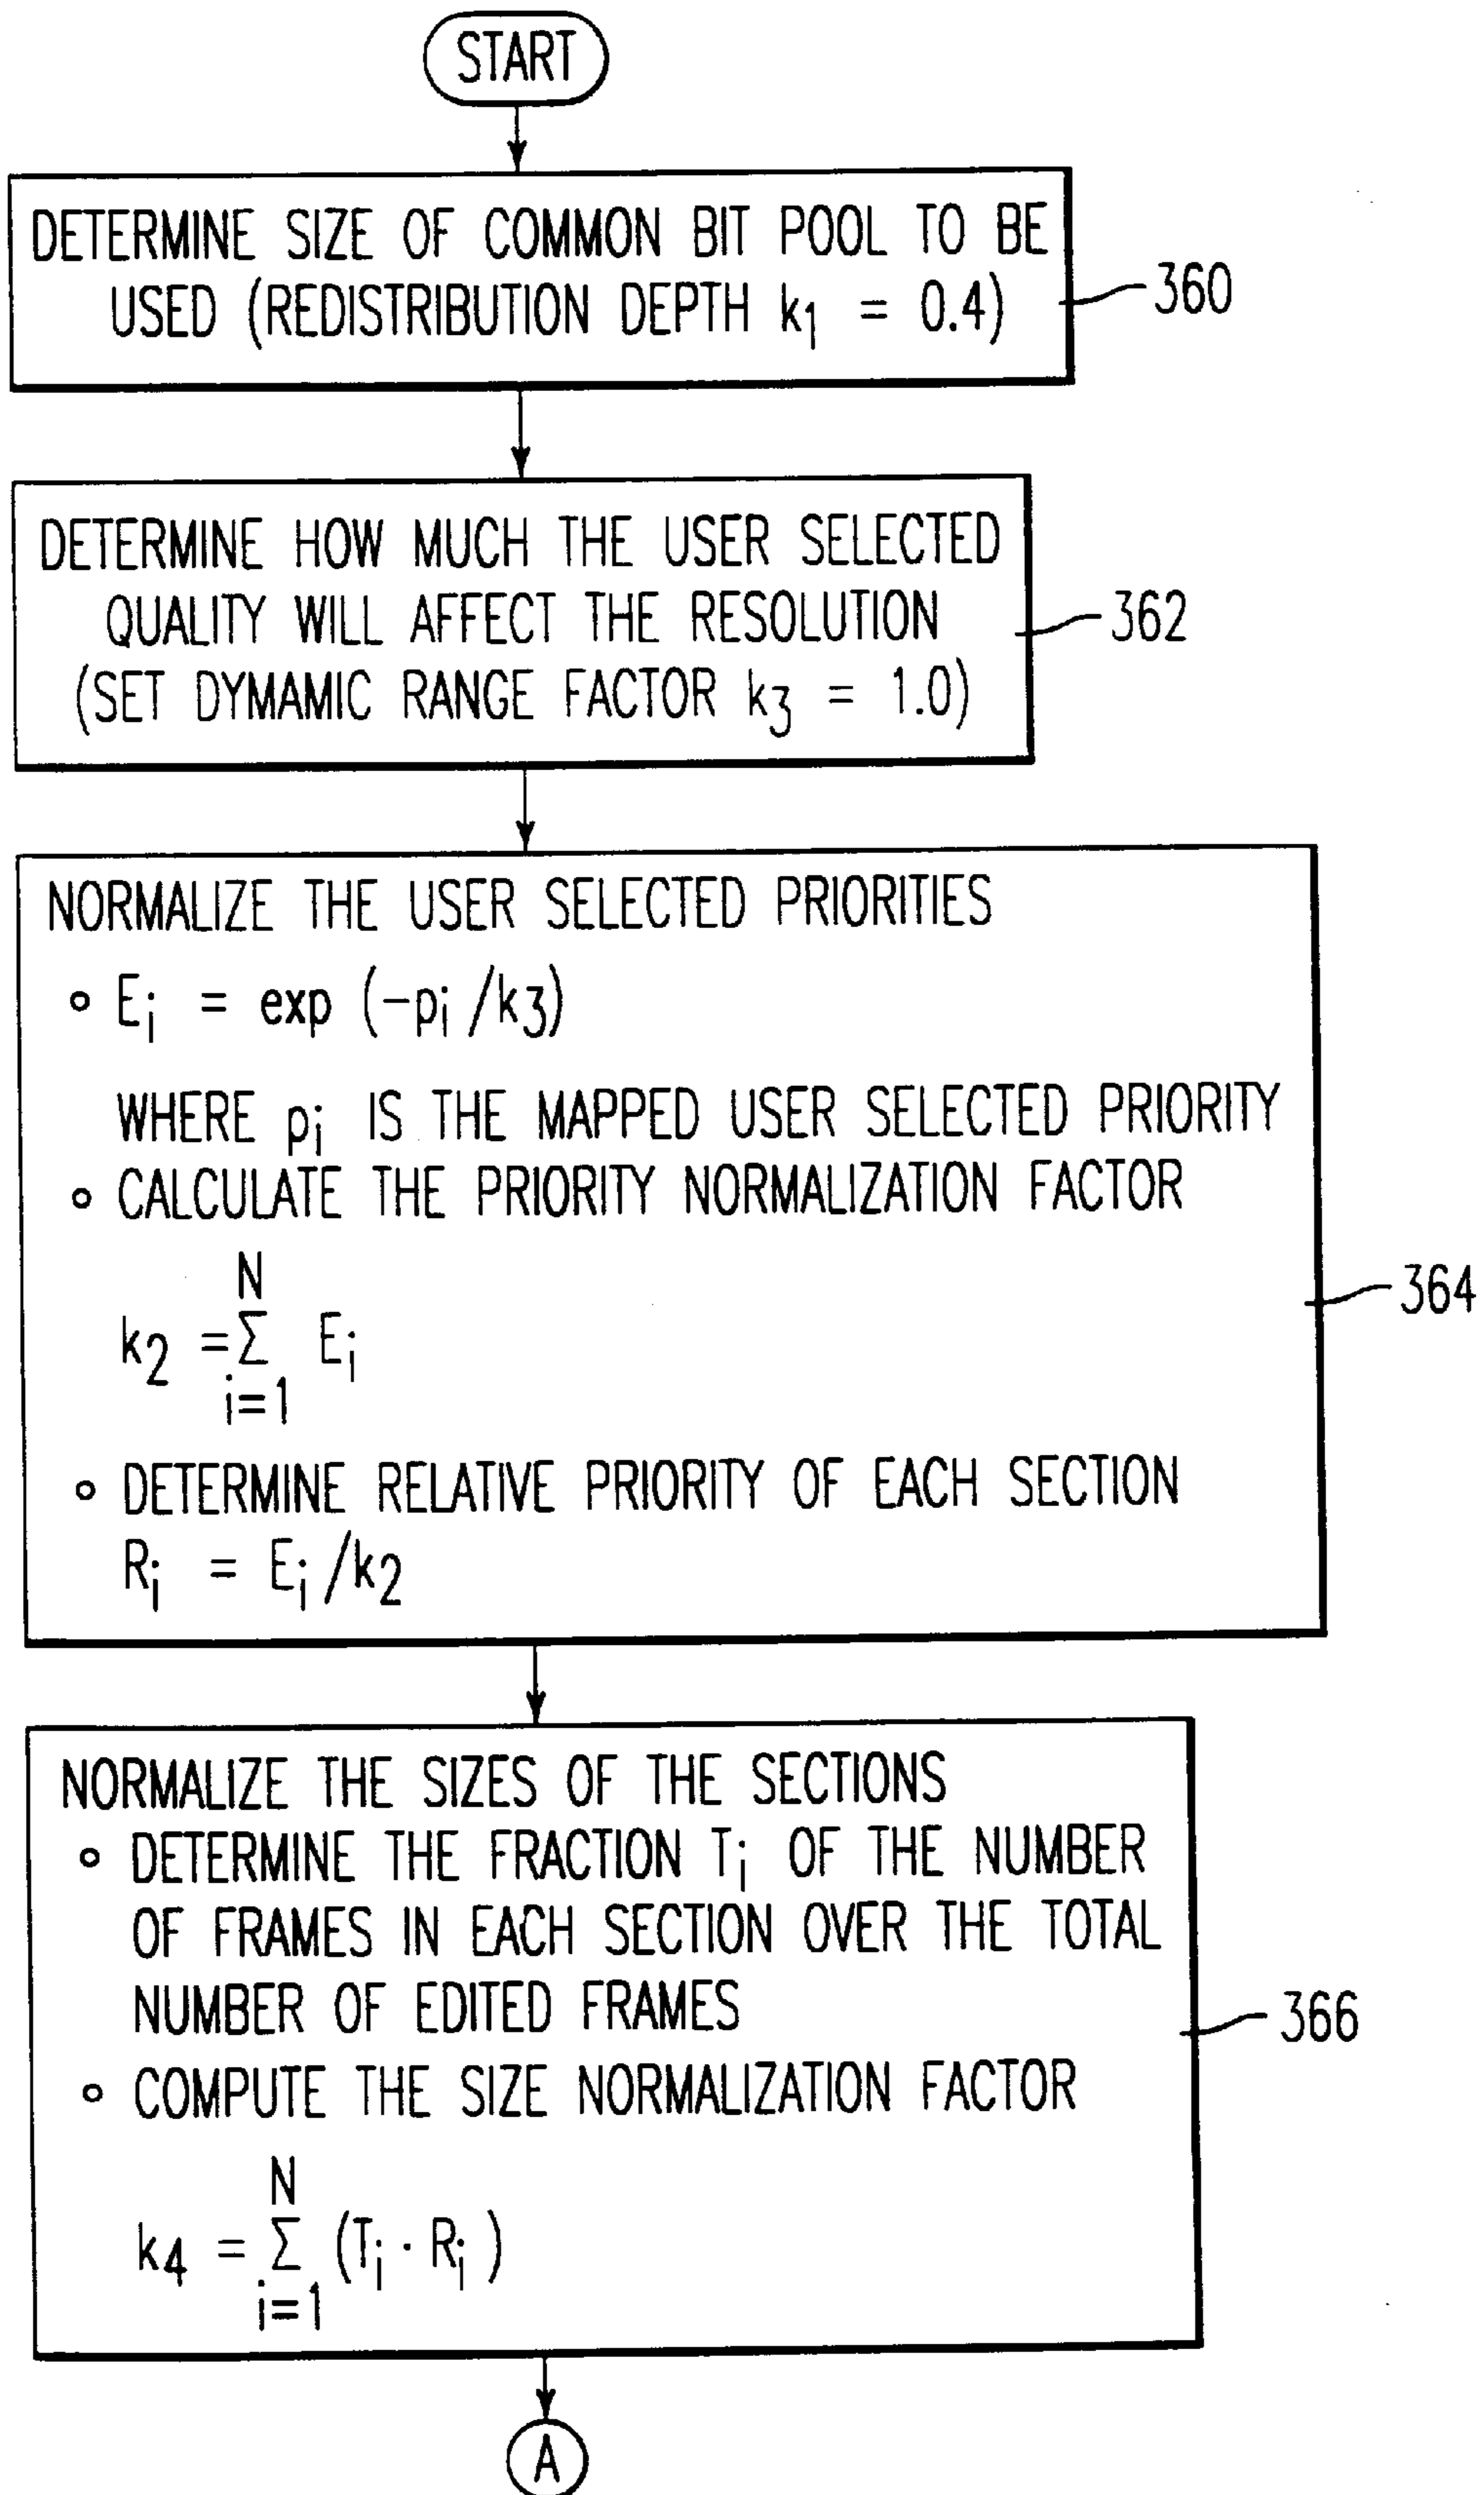 START
DETERMINE SIZE OF COMMON BIT POOL TO BE
USED (REDISTRIBUTION DEPTH k1 = 0.4)
360
DETERMINE HOW MUCH THE USER SELECTED
QUALITY WILL AFFECT THE RESOLUTION
(SET DYMAMIC RANGE FACTOR k3 = 1.0)
362
NORMALIZE THE USER SELECTED PRIORITIES
∘ Ei = exp (-pi/k3)
WHERE pi IS THE MAPPED USER SELECTED PRIORITY
∘ CALCULATE THE PRIORITY NORMALIZATION FACTOR
N
k2 = Σ Ei
i=1
364
∘ DETERMINE RELATIVE PRIORITY OF EACH SECTION
Ri = Ei/k2
NORMALIZE THE SIZES OF THE SECTIONS
∘ DETERMINE THE FRACTION Ti OF THE NUMBER
OF FRAMES IN EACH SECTION OVER THE TOTAL
NUMBER OF EDITED FRAMES
366
∘ COMPUTE THE SIZE NORMALIZATION FACTOR
N
k4 = Σ (Ti · Ri)
i=1
A